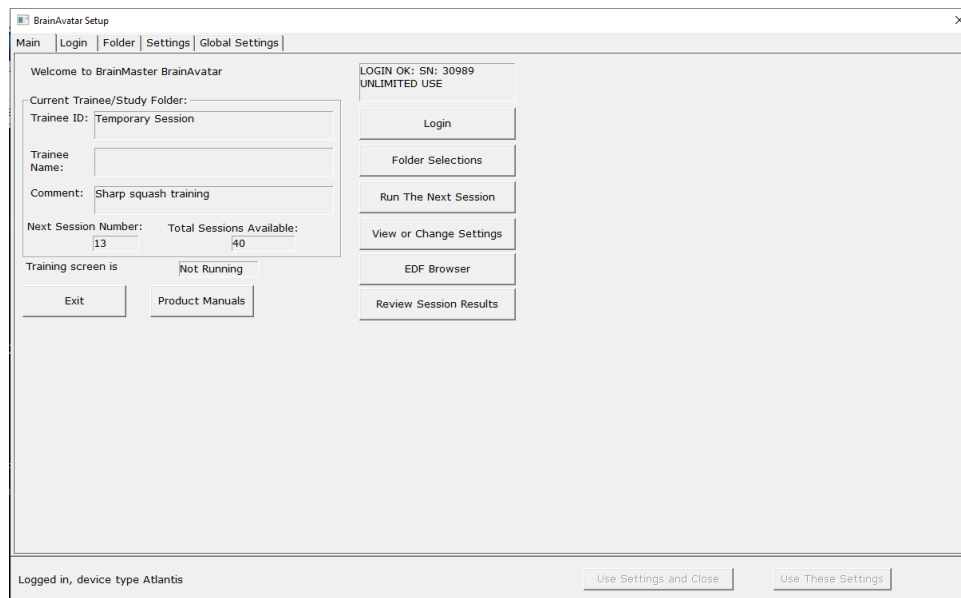 BrainAvatar Setup
Main Login Folder Settings Global Settings
Welcome to BrainMaster BrainAvatar
LOGIN OK: SN: 30989
UNLIMITED USE
Current Trainee/Study Folder:
Trainee ID: Temporary Session
Trainee
Name:
Comment: Sharp squash training
Next Session Number: Total Sessions Available:
13 40
Training screen is Not Running
Exit Product Manuals
Login
Folder Selections
Run The Next Session
View or Change Settings
EDF Browser
Review Session Results
Logged in, device type Atlantis
Use Settings and Close Use These Settings